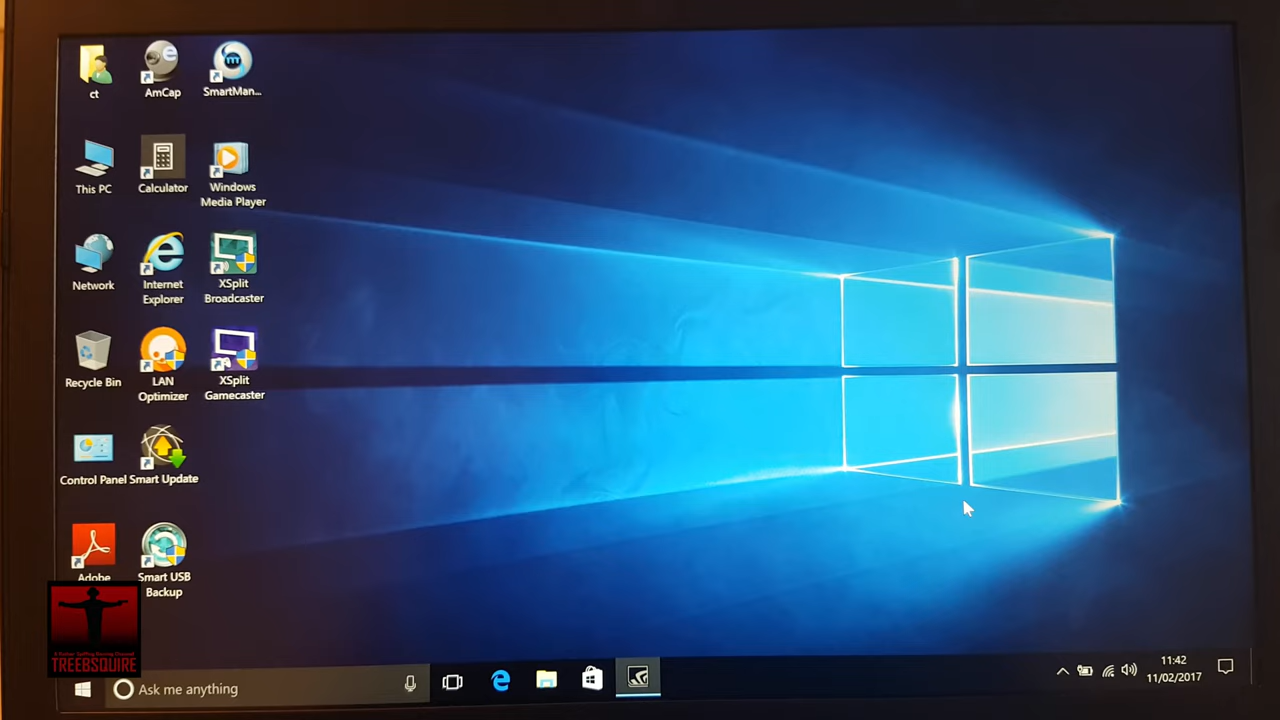 ct
AmCap
SmartMan...
This PC
Calculator
Windows
Media Player
Network
Internet
Explorer
XSplit
Broadcaster
Recycle Bin
LAN
Optimizer
XSplit
Gamecaster
Control Panel
Smart Update
Adobe
Smart USB
Backup
TREEBSQUIRE
Ask me anything
11:42
11/02/2017